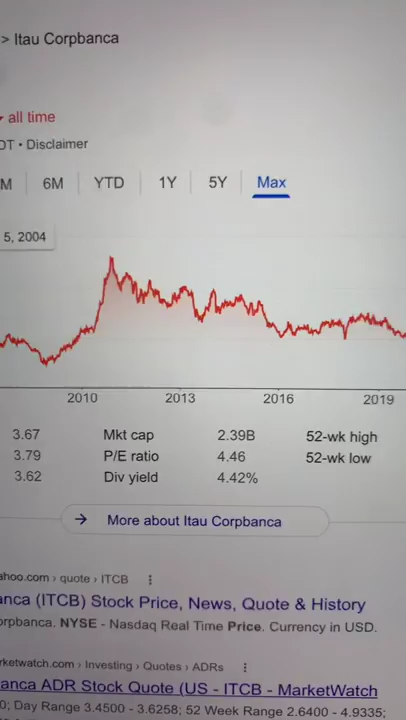 > Itau Corpbanca
all time
OT • Disclaimer
M 6M YTD 1Y 5Y Max
5, 2004
2010 2013 2016 2019
3.67 Mkt cap 2.39B 52-wk high
3.79 P/E ratio 4.46 52-wk low
3.62 Div yield 4.42%
→ More about Itau Corpbanca
ahoo.com › quote › ITCB
anca (ITCB) Stock Price, News, Quote & History
orpbanca. NYSE - Nasdaq Real Time Price. Currency in USD.
rketwatch.com › Investing › Quotes › ADRs
anca ADR Stock Quote (US - ITCB - MarketWatch
0; Day Range 3.4500 - 3.6258; 52 Week Range 2.6400 - 4.9335;